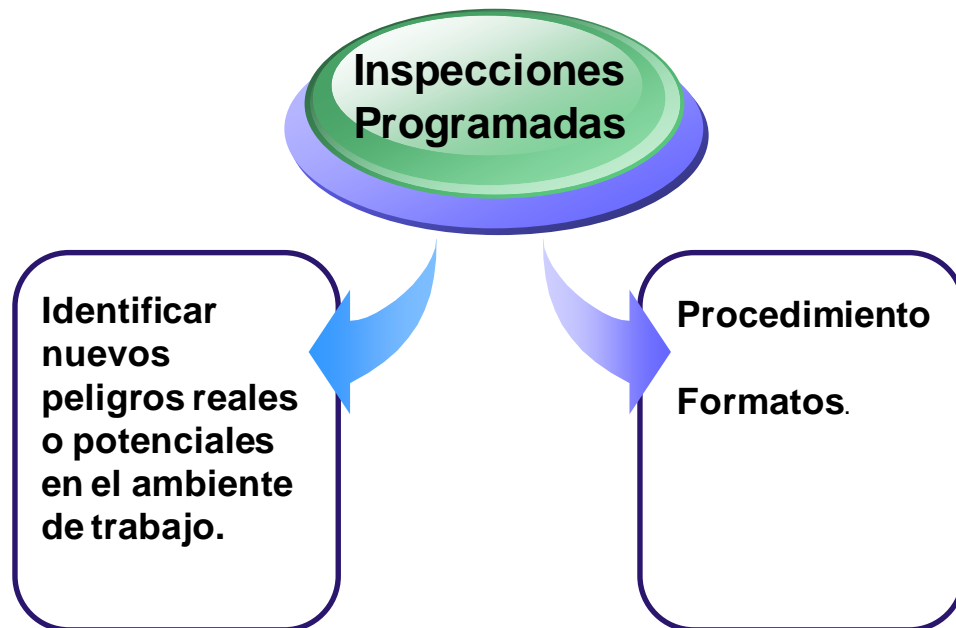 Inspecciones
Programadas
Identificar
nuevos
peligros reales
o potenciales
en el ambiente
de trabajo.
Procedimiento
Formatos.